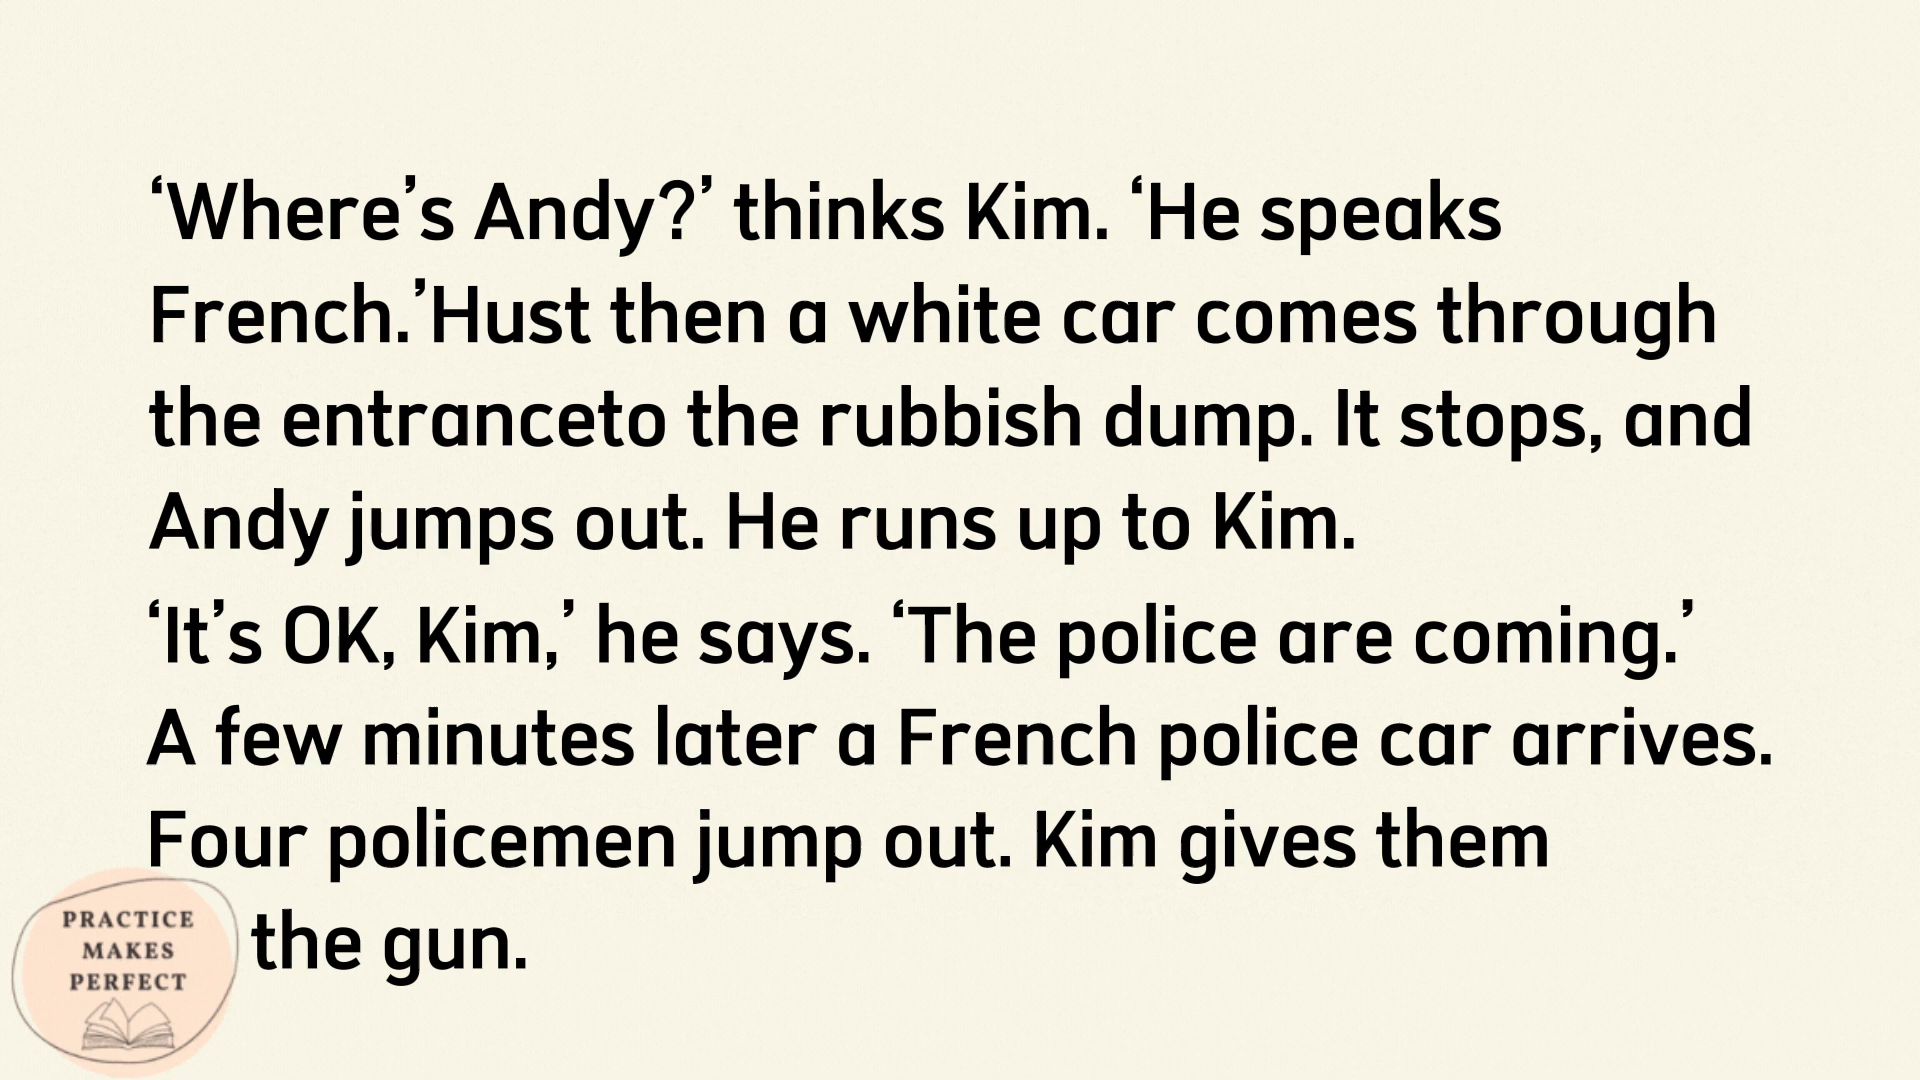 ‘Where’s Andy?’ thinks Kim. ‘He speaks
French.’Hust then a white car comes through
the entranceto the rubbish dump. It stops, and
Andy jumps out. He runs up to Kim.
‘It’s OK, Kim,’ he says. ‘The police are coming.’
A few minutes later a French police car arrives.
Four policemen jump out. Kim gives them
the gun.
PRACTICE
MAKES
PERFECT